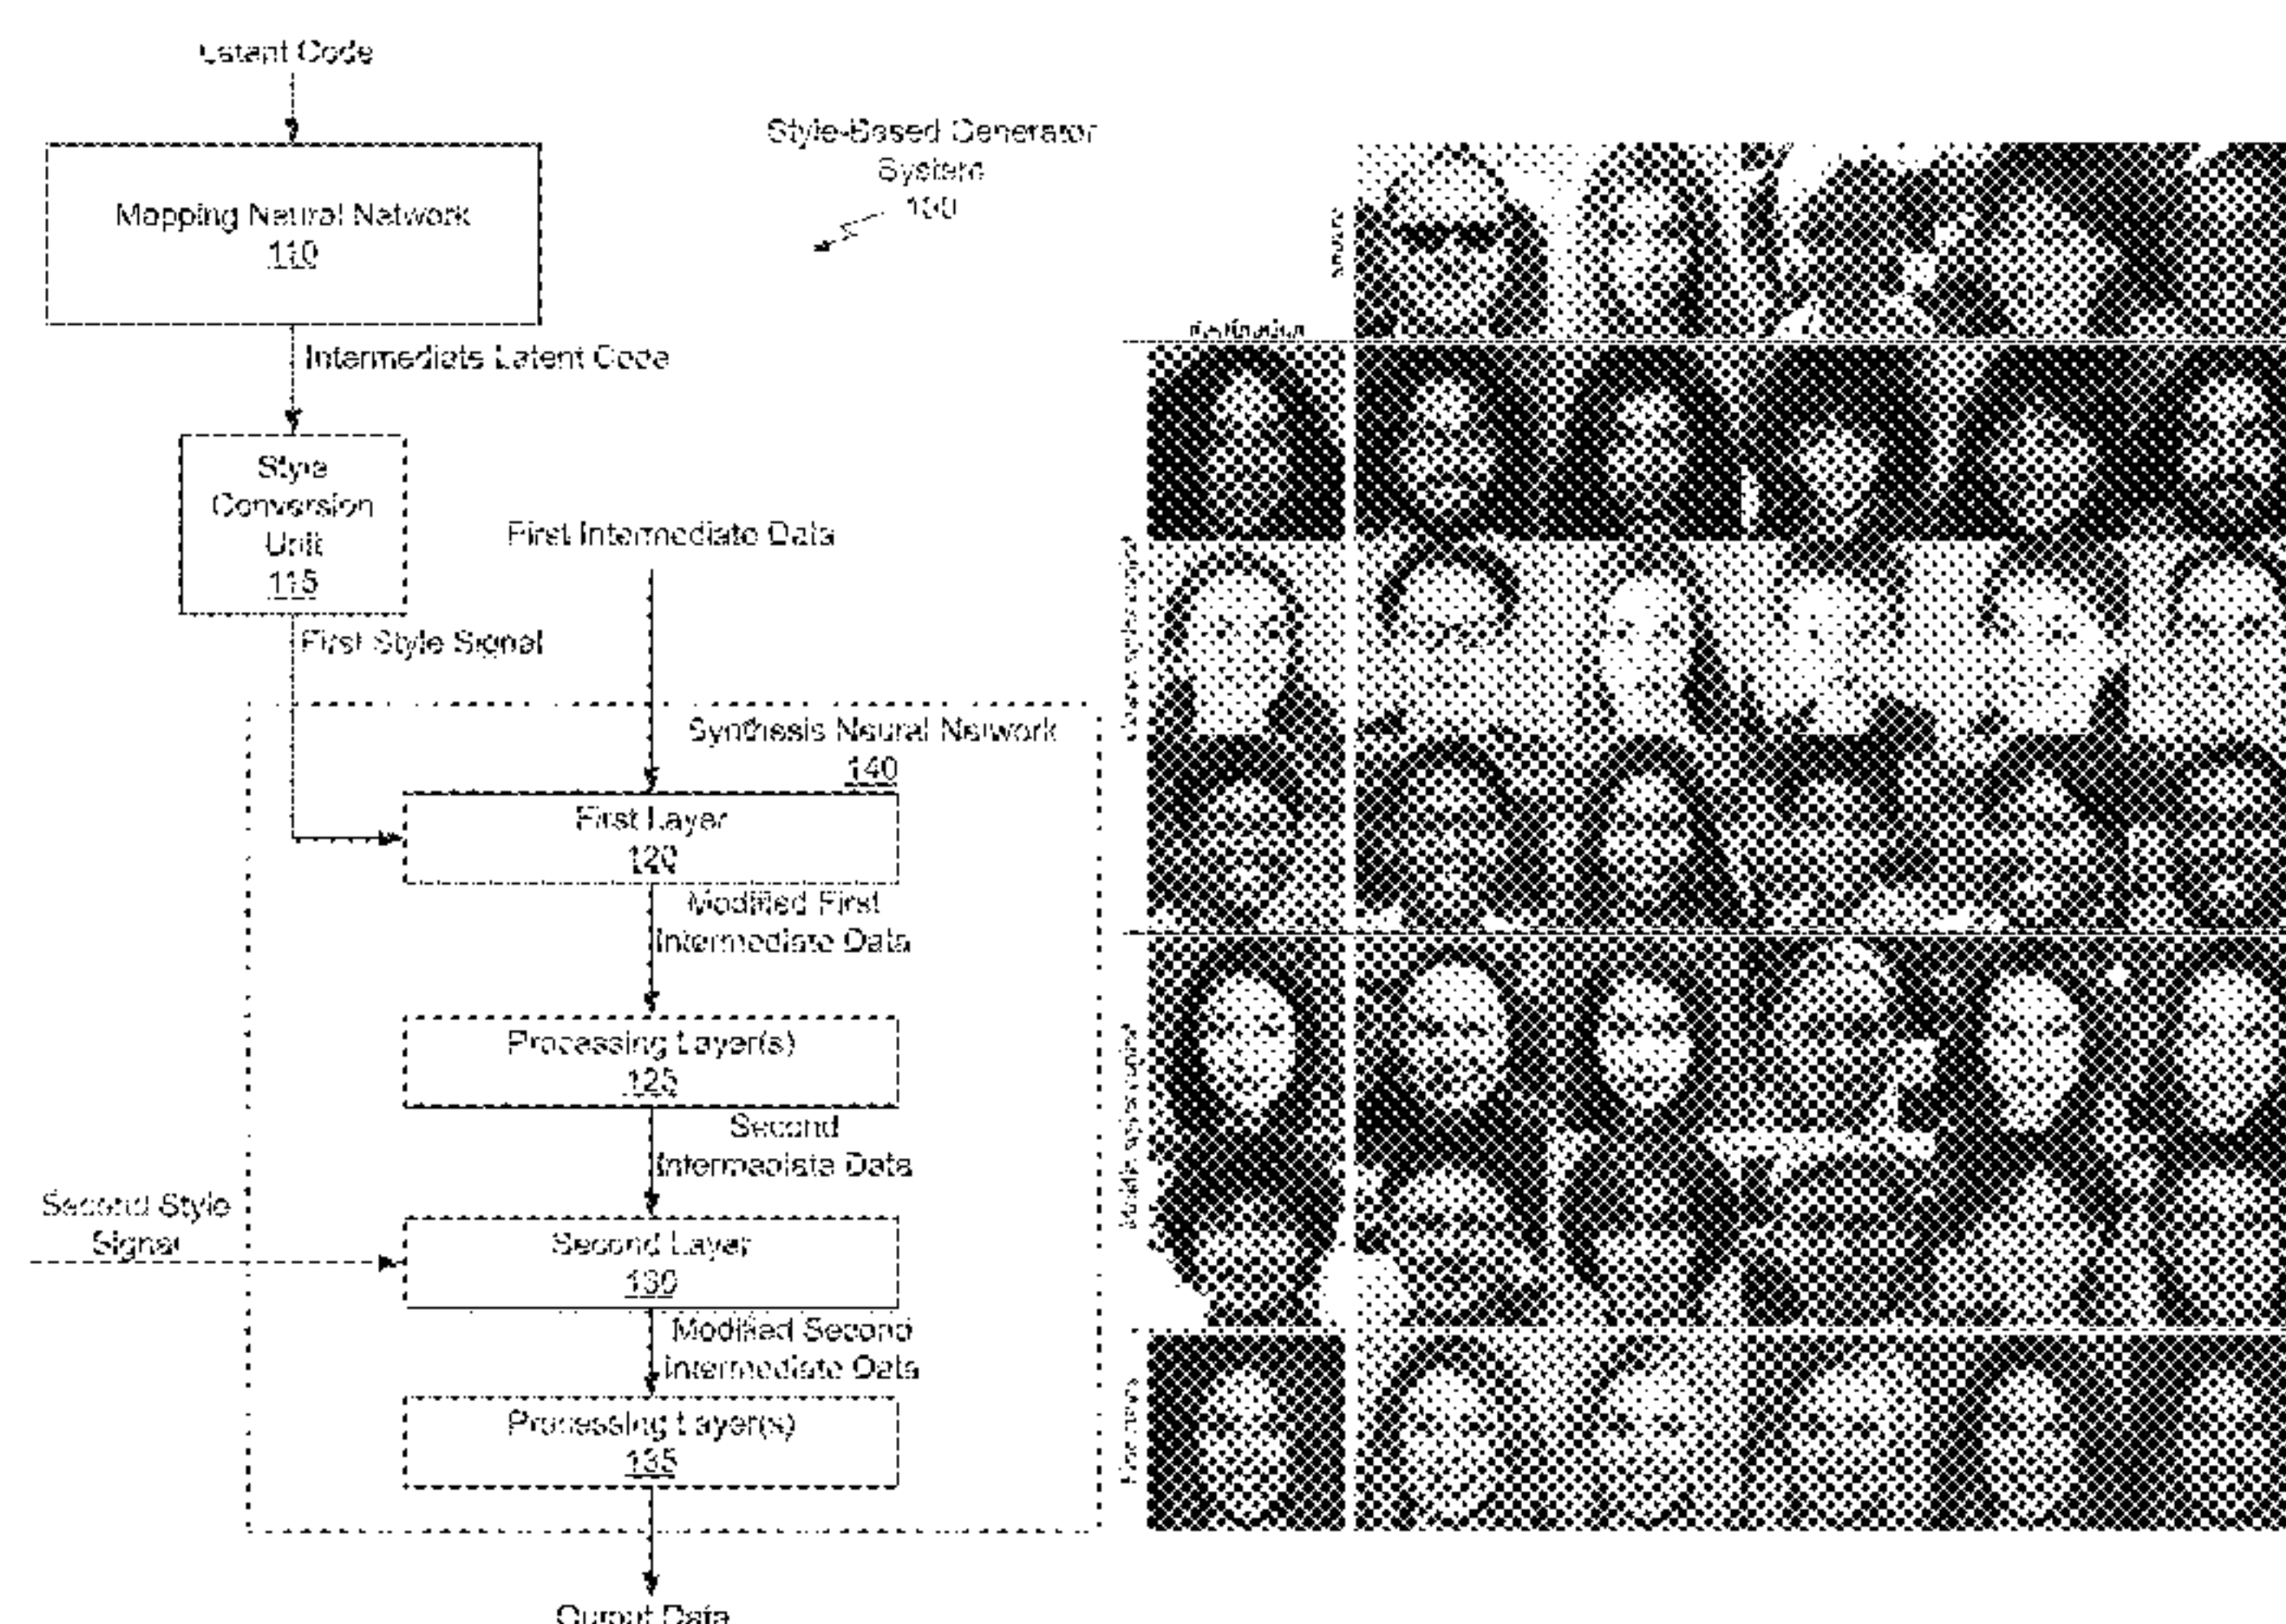 Latent Code
Mapping Neural Network
110
Intermediate Latent Code
Style
Conversion
Unit
115
First Style Signal
Style-Based Generator
System
100
First Intermediate Data
Synthesis Neural Network
140
First Layer
120
Modified First
Intermediate Data
Processing Layer(s)
125
Second
Intermediate Data
Second Style
Signal
Second Layer
130
Modified Second
Intermediate Data
Processing Layer(s)
135
Output Data
source
destination